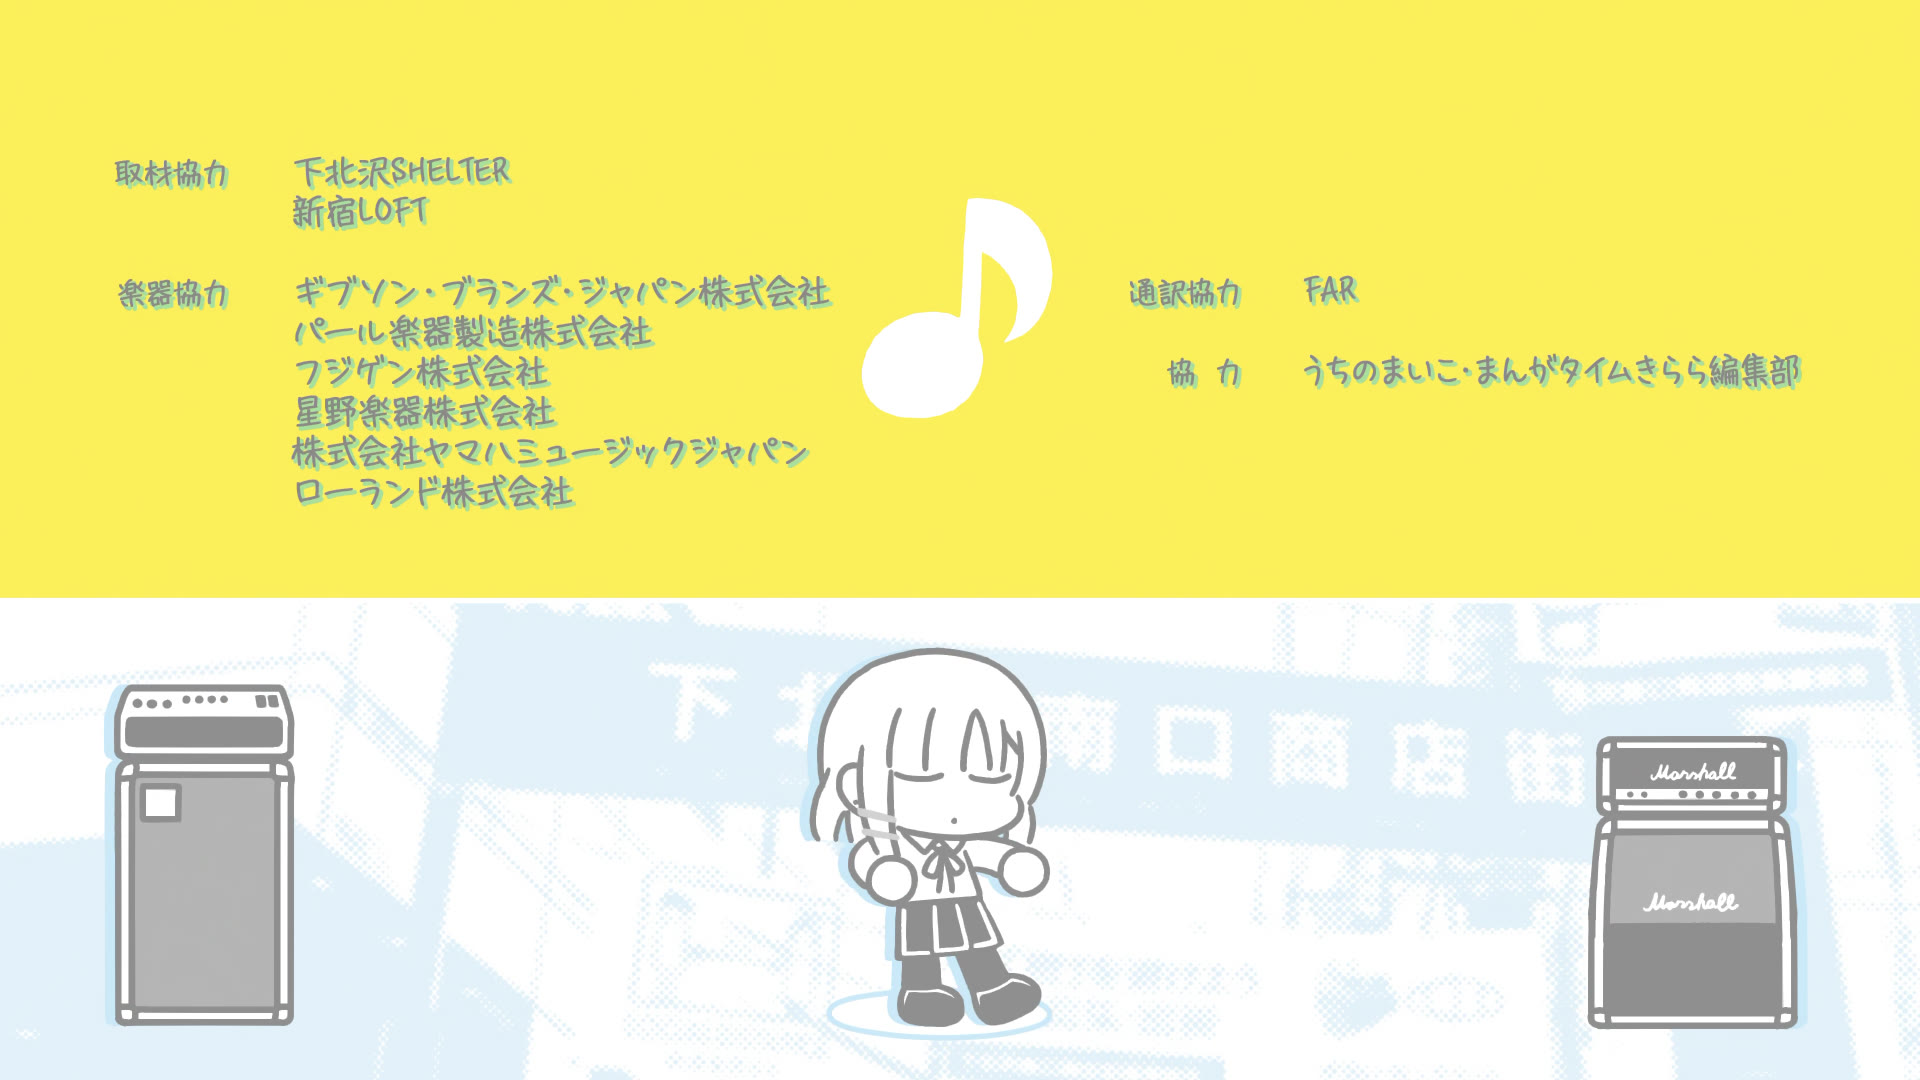 取材協力
下北沢SHELTER
新宿LOFT
楽器協力
ギブソン・ブランズ・ジャパン株式会社
パール楽器製造株式会社
フジゲン株式会社
星野楽器株式会社
株式会社ヤマハミュージックジャパン
ローランド株式会社
通訳協力 FAR
協 力 うちのまいこ・まんがタイムきらら編集部
下北 南口商店街
Marshall
Marshall